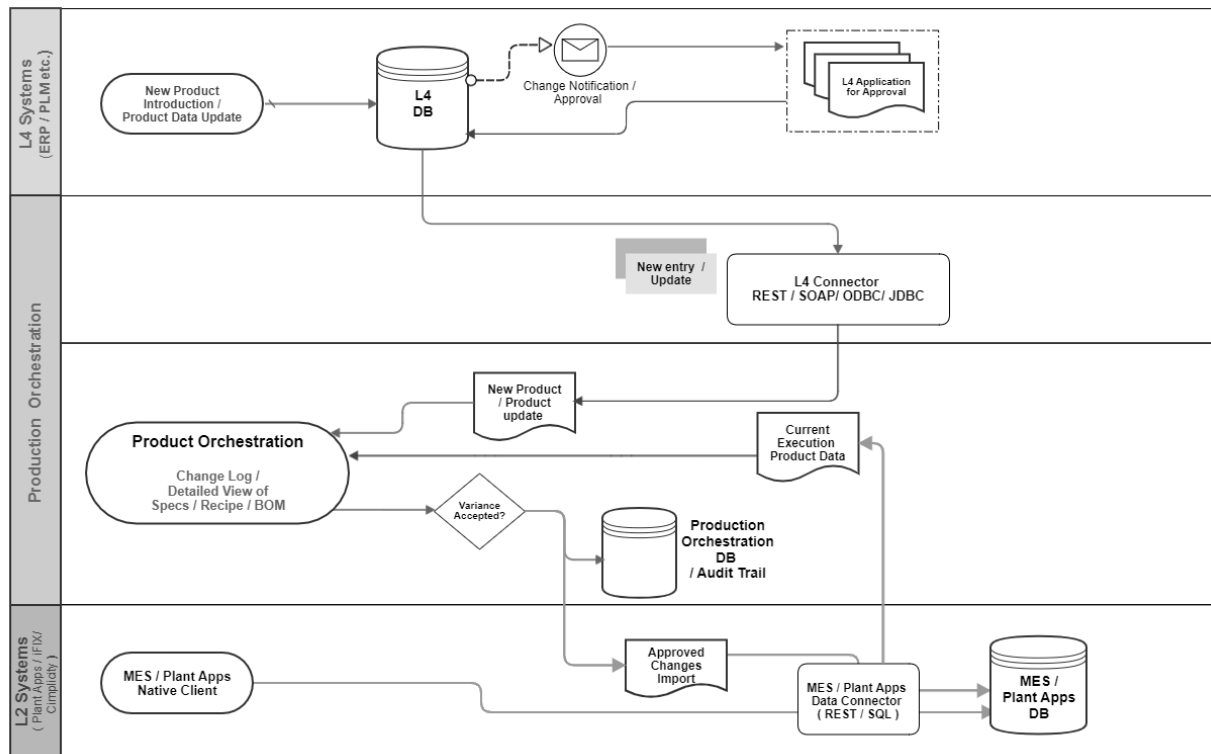 L4 Systems
(ERP / PLM etc.)
New Product
Introduction /
Product Data Update
L4
DB
Change Notification /
Approval
L4 Application
for Approval
Production Orchestration
New entry /
Update
L4 Connector
REST / SOAP/ ODBC/ JDBC
New Product
/ Product
update
Current
Execution
Product Data
Product Orchestration
Change Log /
Detailed View of
Specs / Recipe / BOM
Variance
Accepted?
Production
Orchestration
DB
/ Audit Trail
L2 Systems
( Plant Apps / iFIX/
Cimplicity )
MES / Plant Apps
Native Client
Approved
Changes
Import
MES / Plant Apps
Data Connector
( REST / SQL )
MES /
Plant Apps
DB